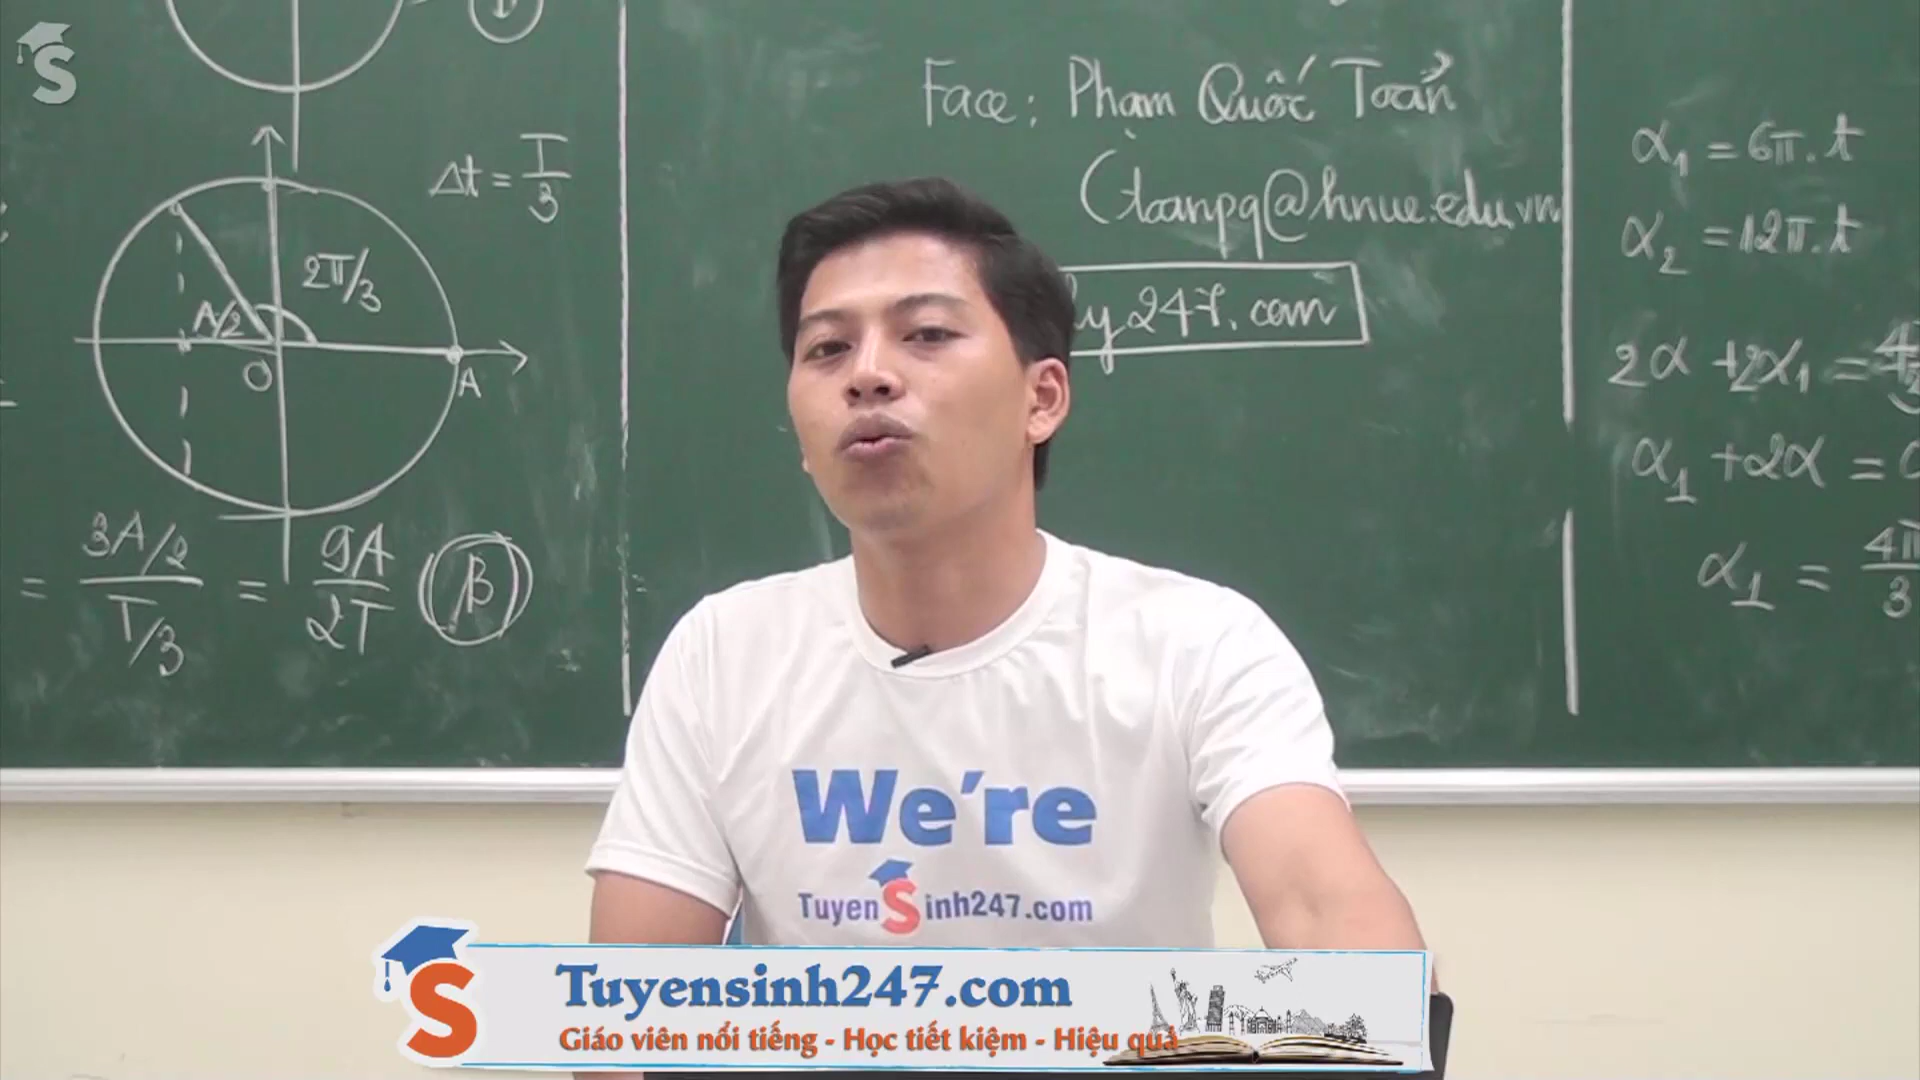 Δt = T/3
2π/3
A/2
O
A
= 3A/2 / T/3 = 9A / 2T B
Face: Phạm Quốc Toản
(toanpq@hnue.edu.vn
y247.com
α₁ = 6π.t
α₂ = 12π.t
2α + 2α₁ =
α₁ + 2α =
α₁ = 4π / 3
We're
TuyenSinh247.com
S
Tuyensinh247.com
Giáo viên nổi tiếng - Học tiết kiệm - Hiệu quả
S